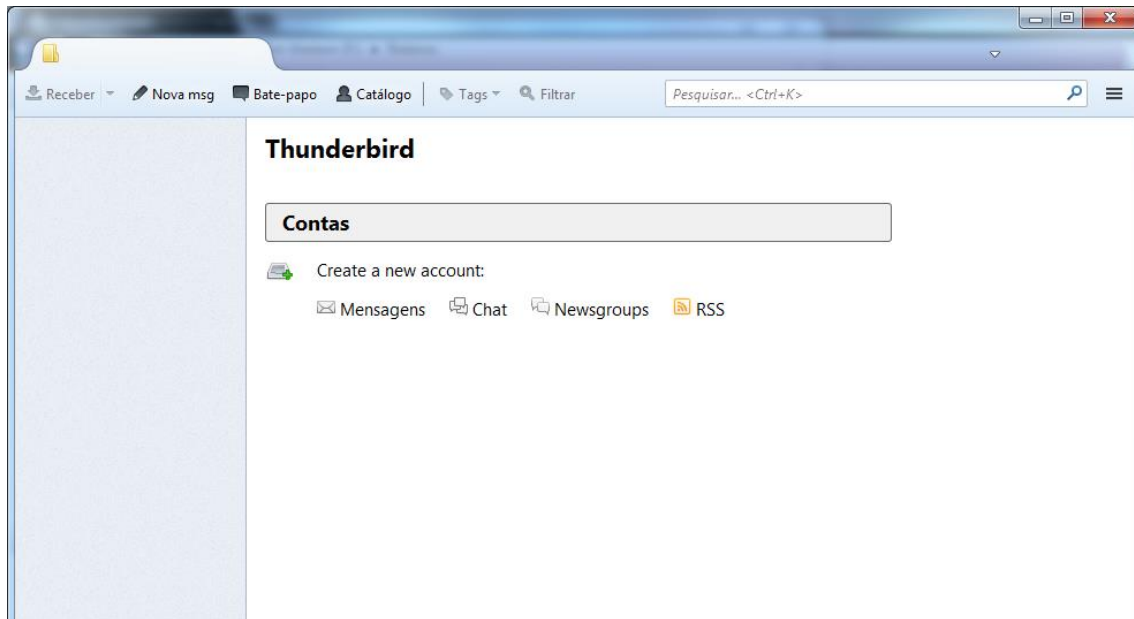 Receber Nova msg Bate-papo Catálogo Tags Filtrar Pesquisar... <Ctrl+K>
Thunderbird
Contas
Create a new account:
Mensagens Chat Newsgroups RSS